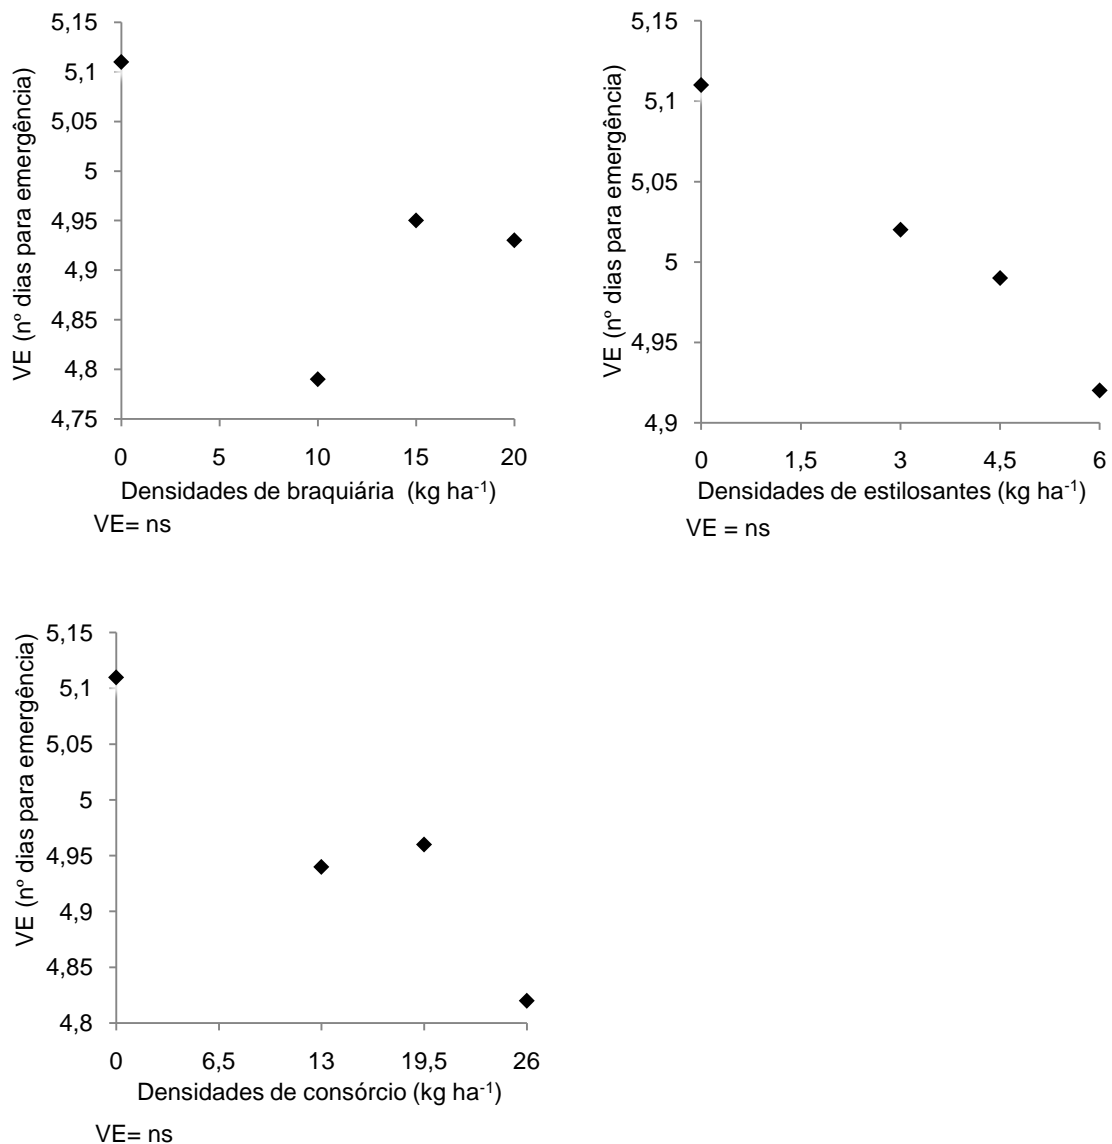 VE (nº dias para emergência)
5,15
5,1
5,05
5
4,95
4,9
4,85
4,8
4,75
0 5 10 15 20
Densidades de braquiária (kg ha⁻¹)
VE= ns
VE (nº dias para emergência)
5,15
5,1
5,05
5
4,95
4,9
0 1,5 3 4,5 6
Densidades de estilosantes (kg ha⁻¹)
VE = ns
VE (nº dias para emergência)
5,15
5,1
5,05
5
4,95
4,9
4,85
4,8
0 6,5 13 19,5 26
Densidades de consórcio (kg ha⁻¹)
VE= ns